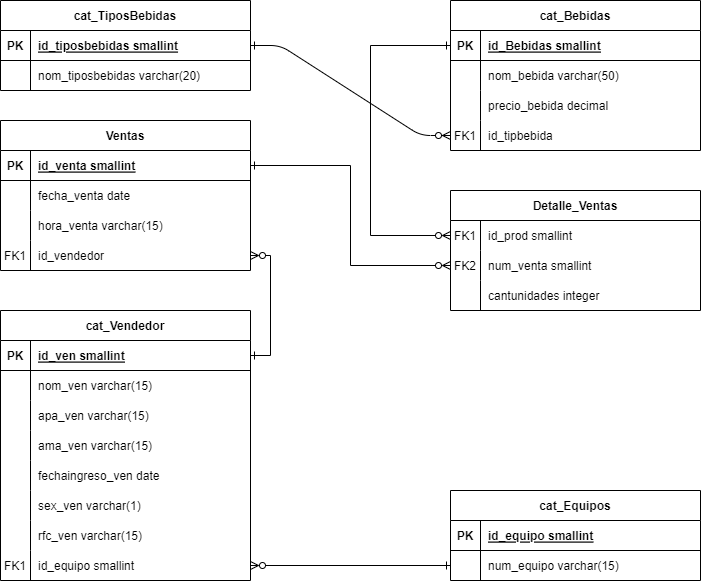 cat_TiposBebidas
PK id_tiposbebidas smallint
nom_tiposbebidas varchar(20)
cat_Bebidas
PK id_Bebidas smallint
nom_bebida varchar(50)
precio_bebida decimal
FK1 id_tipbebida
Ventas
PK id_venta smallint
fecha_venta date
hora_venta varchar(15)
FK1 id_vendedor
Detalle_Ventas
FK1 id_prod smallint
FK2 num_venta smallint
cantunidades integer
cat_Vendedor
PK id_ven smallint
nom_ven varchar(15)
apa_ven varchar(15)
ama_ven varchar(15)
fechaingreso_ven date
sex_ven varchar(1)
rfc_ven varchar(15)
FK1 id_equipo smallint
cat_Equipos
PK id_equipo smallint
num_equipo varchar(15)